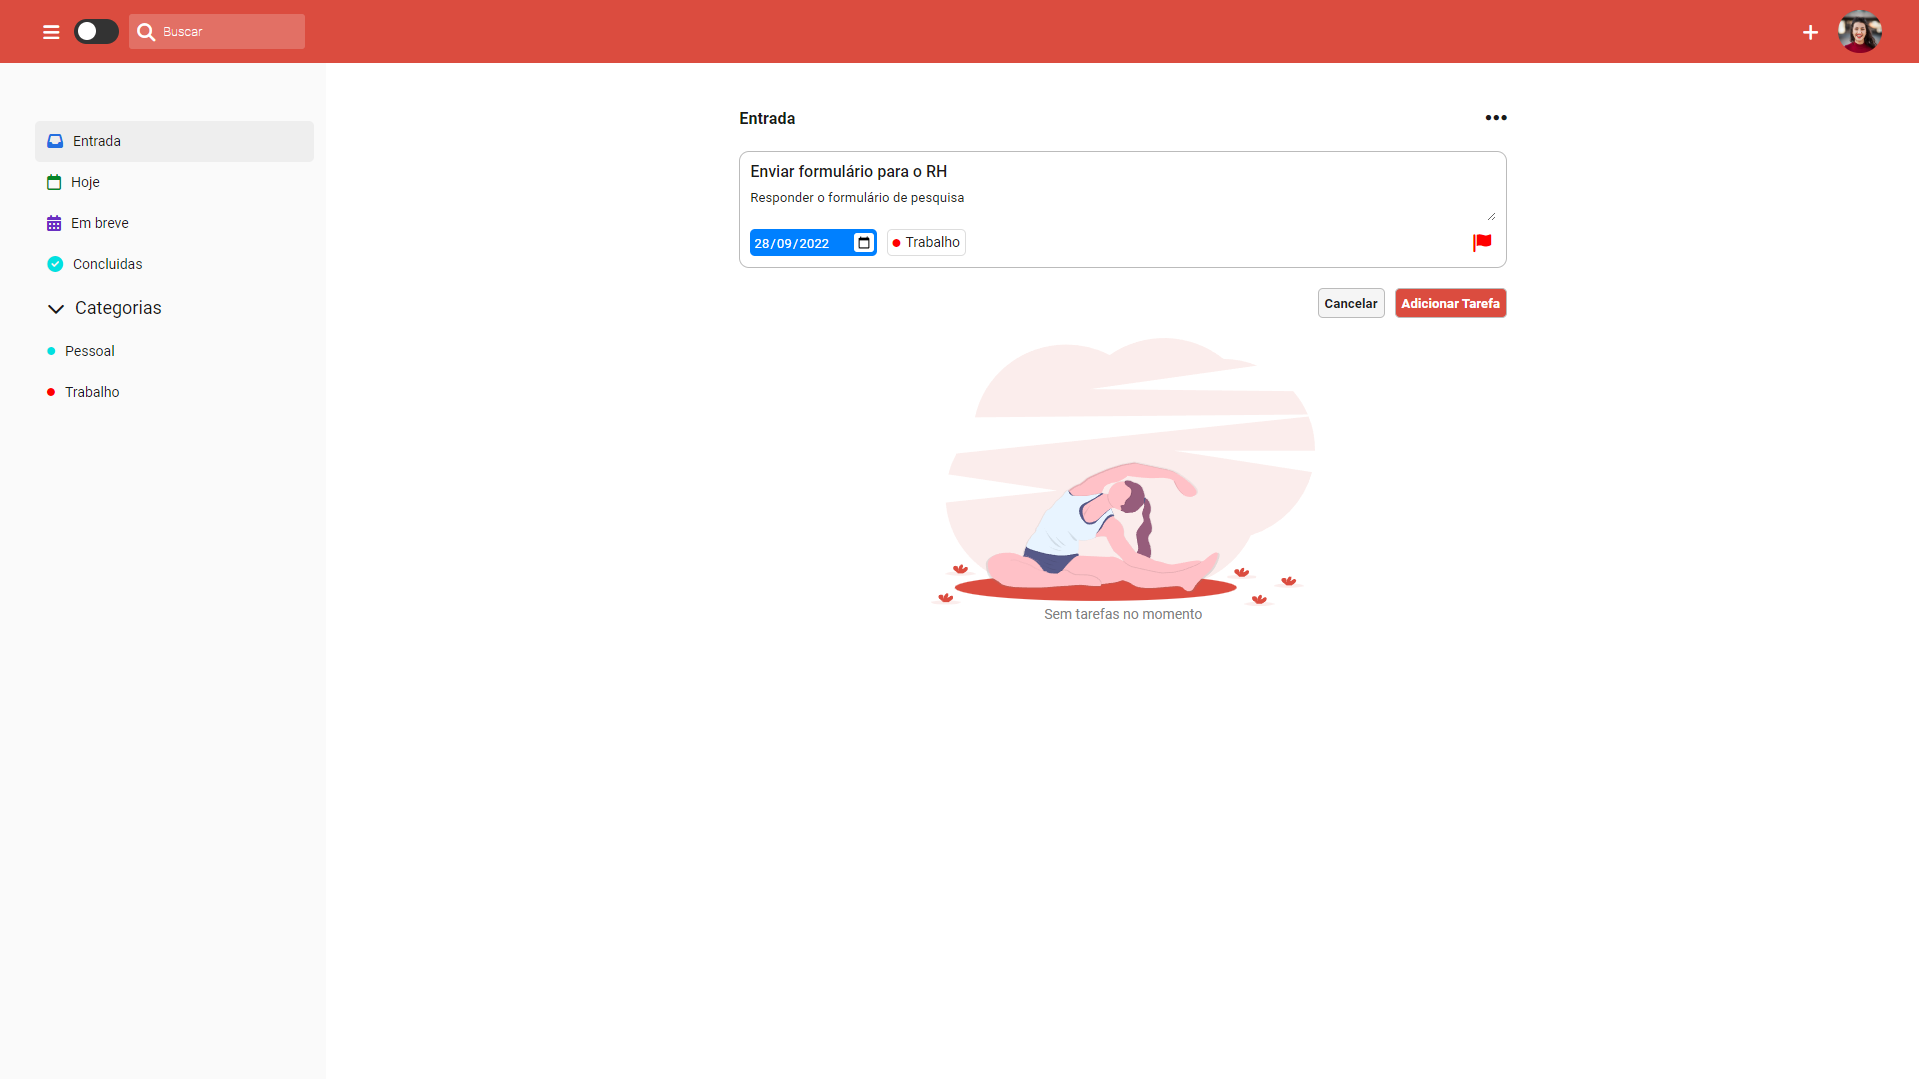 Buscar
Entrada
Hoje
Em breve
Concluidas
Categorias
Pessoal
Trabalho
Entrada
Enviar formulário para o RH
Responder o formulário de pesquisa
28/09/2022
Trabalho
Cancelar
Adicionar Tarefa
Sem tarefas no momento